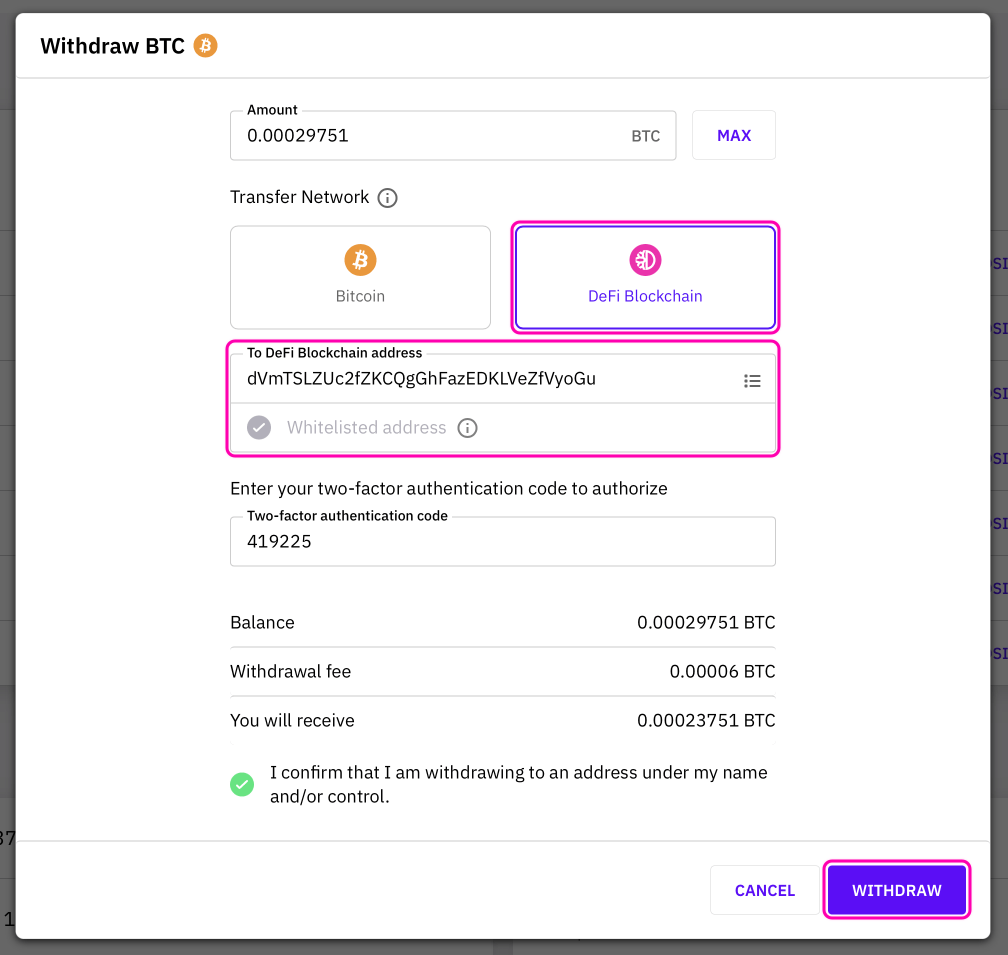 Withdraw BTC
Amount
0.00029751 BTC
MAX
Transfer Network
Bitcoin
DeFi Blockchain
To DeFi Blockchain address
dVmTSLZUc2fZKCQgGhFazEDKLVeZfVyoGu
Whitelisted address
Enter your two-factor authentication code to authorize
Two-factor authentication code
419225
Balance 0.00029751 BTC
Withdrawal fee 0.00006 BTC
You will receive 0.00023751 BTC
I confirm that I am withdrawing to an address under my name
and/or control.
CANCEL
WITHDRAW